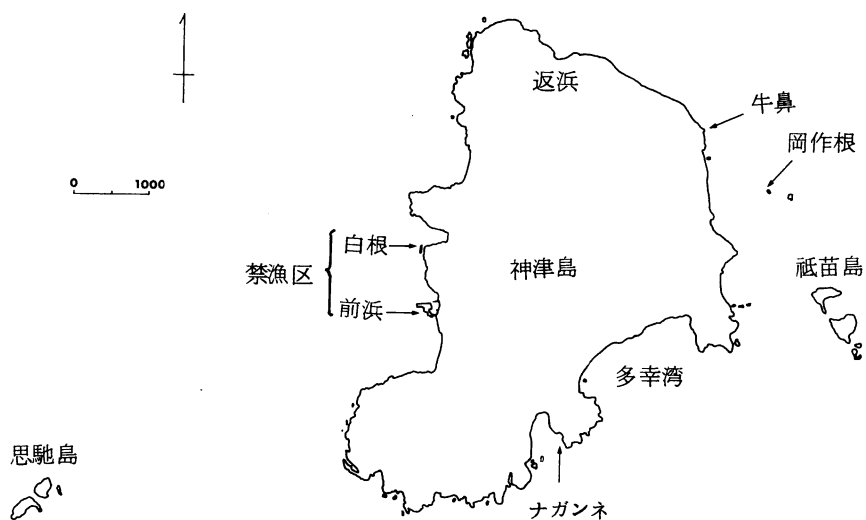 返浜
牛鼻
岡作根
0 1000
白根
禁漁区
神津島
祗苗島
前浜
多幸湾
思馳島
ナガンネ